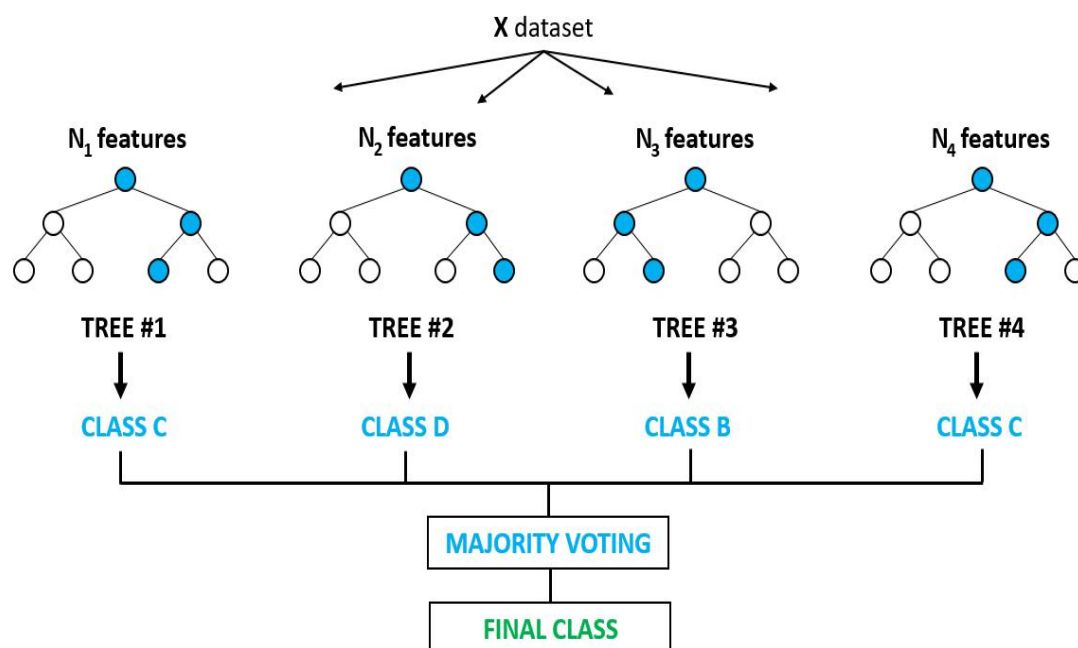 X dataset
N₁ features
N₂ features
N₃ features
N₄ features
TREE #1
TREE #2
TREE #3
TREE #4
CLASS C
CLASS D
CLASS B
CLASS C
MAJORITY VOTING
FINAL CLASS